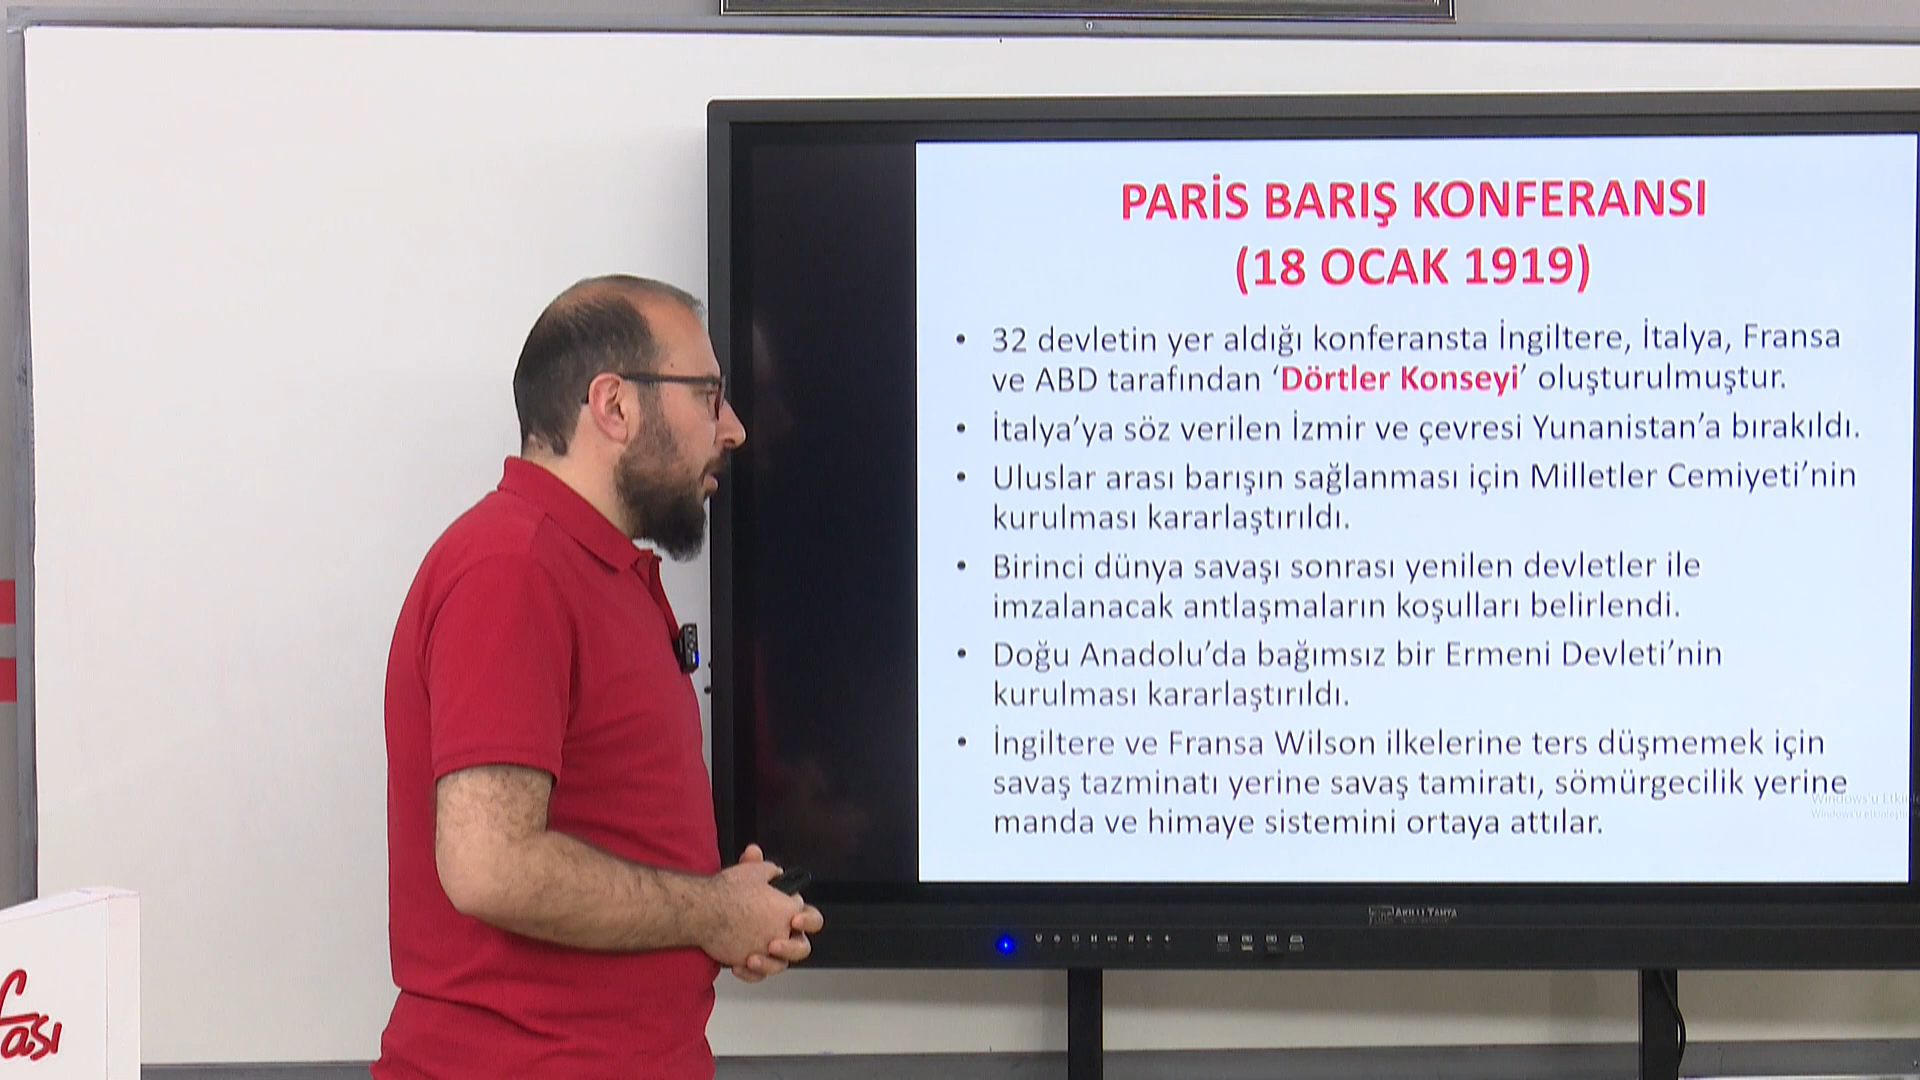 PARİS BARIŞ KONFERANSI
(18 OCAK 1919)
• 32 devletin yer aldığı konferansta İngiltere, İtalya, Fransa
ve ABD tarafından ‘Dörtler Konseyi’ oluşturulmuştur.
• İtalya’ya söz verilen İzmir ve çevresi Yunanistan’a bırakıldı.
• Uluslar arası barışın sağlanması için Milletler Cemiyeti’nin
kurulması kararlaştırıldı.
• Birinci dünya savaşı sonrası yenilen devletler ile
imzalanacak antlaşmaların koşulları belirlendi.
• Doğu Anadolu’da bağımsız bir Ermeni Devleti’nin
kurulması kararlaştırıldı.
• İngiltere ve Fransa Wilson ilkelerine ters düşmemek için
savaş tazminatı yerine savaş tamiratı, sömürgecilik yerine
manda ve himaye sistemini ortaya attılar.
Windows'u
AKILLI TAHTA